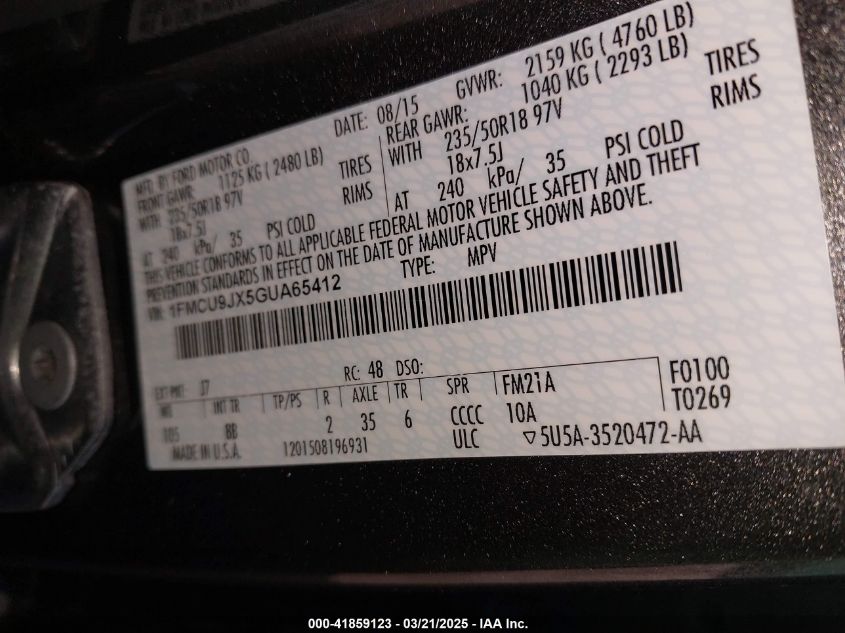 MFD. BY FORD MOTOR CO.
DATE: 08/15 GVWR: 2159 KG ( 4760 LB)
FRONT GAWR: 1125 KG ( 2480 LB)
REAR GAWR: 1040 KG ( 2293 LB)
WITH 235/50R18 97V TIRES
WITH 235/50R18 97V TIRES
18x7.5J RIMS
18x7.5J RIMS
AT 240 kPa/ 35 PSI COLD
AT 240 kPa/ 35 PSI COLD
THIS VEHICLE CONFORMS TO ALL APPLICABLE FEDERAL MOTOR VEHICLE SAFETY AND THEFT
PREVENTION STANDARDS IN EFFECT ON THE DATE OF MANUFACTURE SHOWN ABOVE.
VIN: 1FMCU9JX5GUA65412 TYPE: MPV
EXT PNT: J7 RC: 48 DSO: F0100
WB INT TR TP/PS R AXLE TR SPR FM21A T0269
105 8B 2 35 6 CCCC 10A
MADE IN U.S.A. 1201508196931 ULC ▽5U5A-3520472-AA
000-41859123 - 03/21/2025 - IAA Inc.